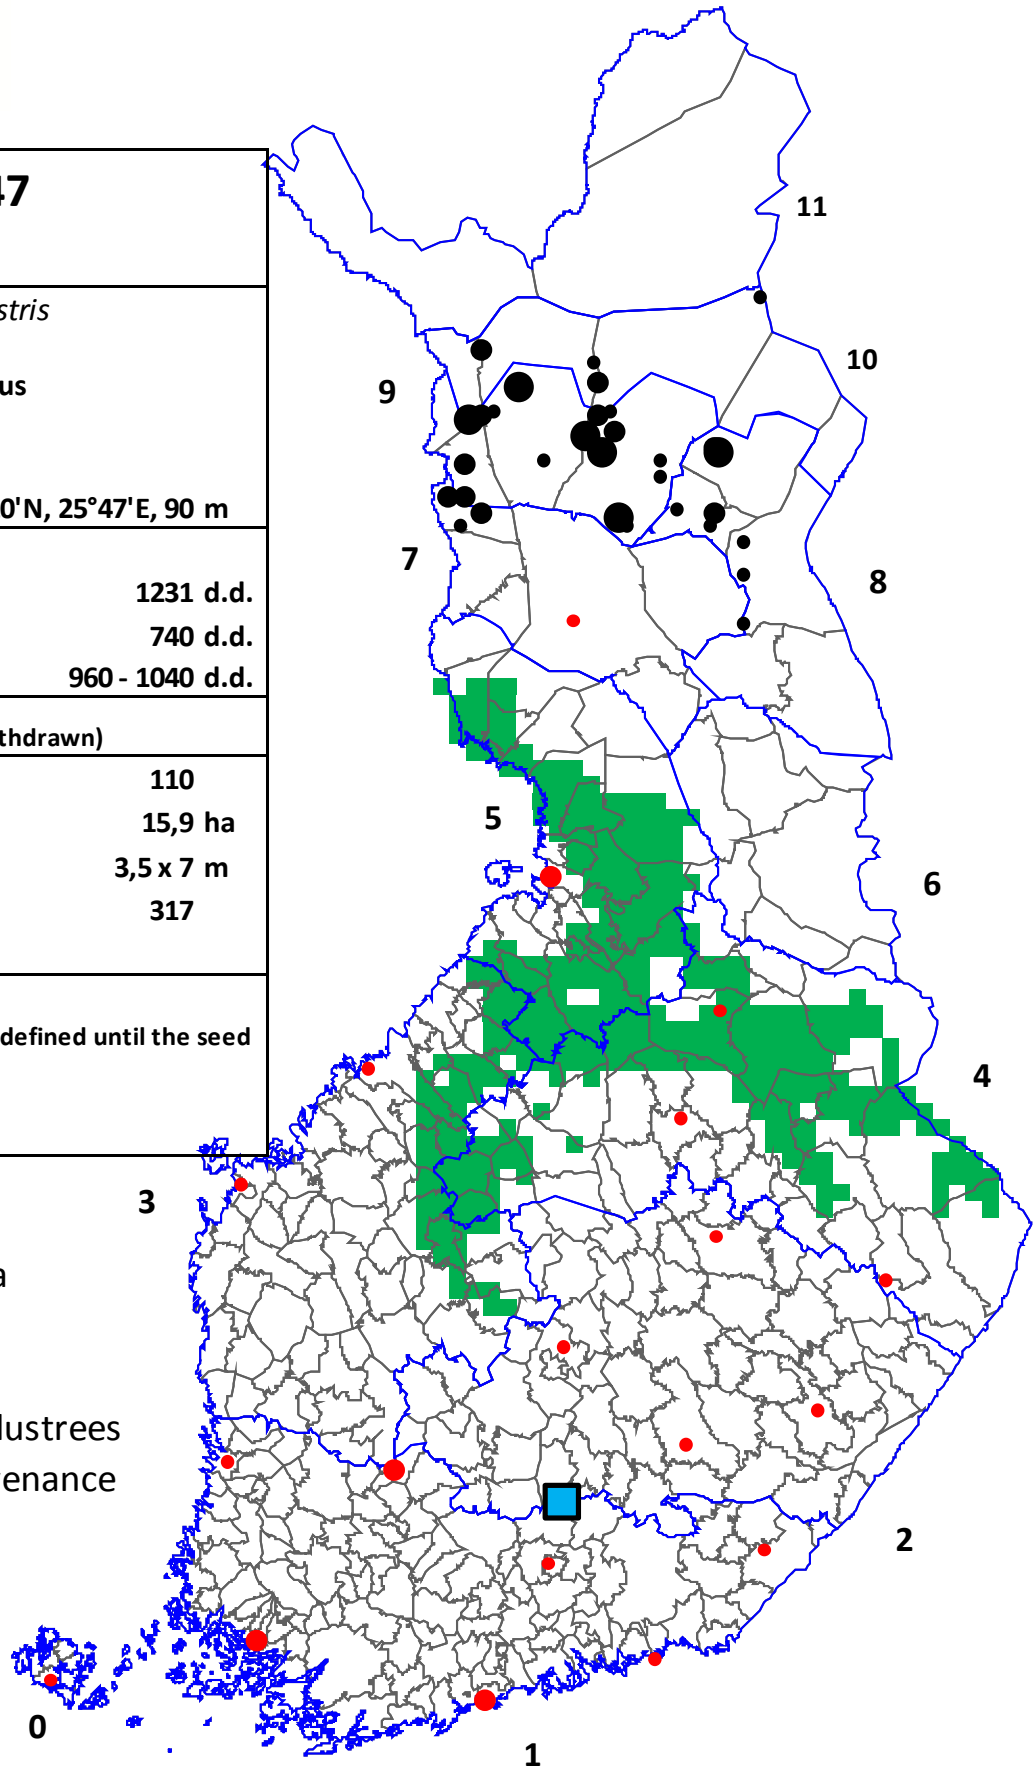 47
stris
us
0'N, 25°47'E, 90 m
1231 d.d.
740 d.d.
960 - 1040 d.d.
thdrawn)
110
15,9 ha
3,5 x 7 m
317
defined until the seed
a
lustrees
venance
11
10
9
8
7
6
5
4
3
2
1
0